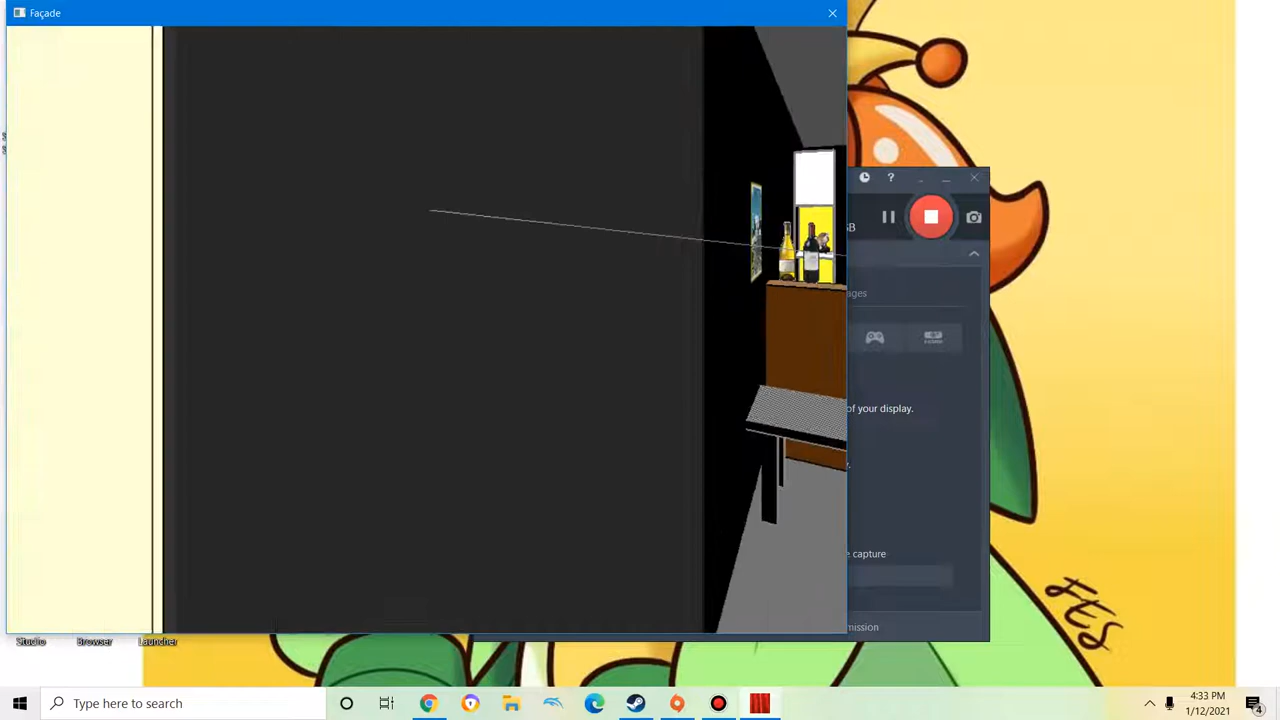 Façade
?
ages
of your display.
e capture
mission
Studio
Browser
Launcher
FES
Type here to search
4:33 PM
1/12/2021
4